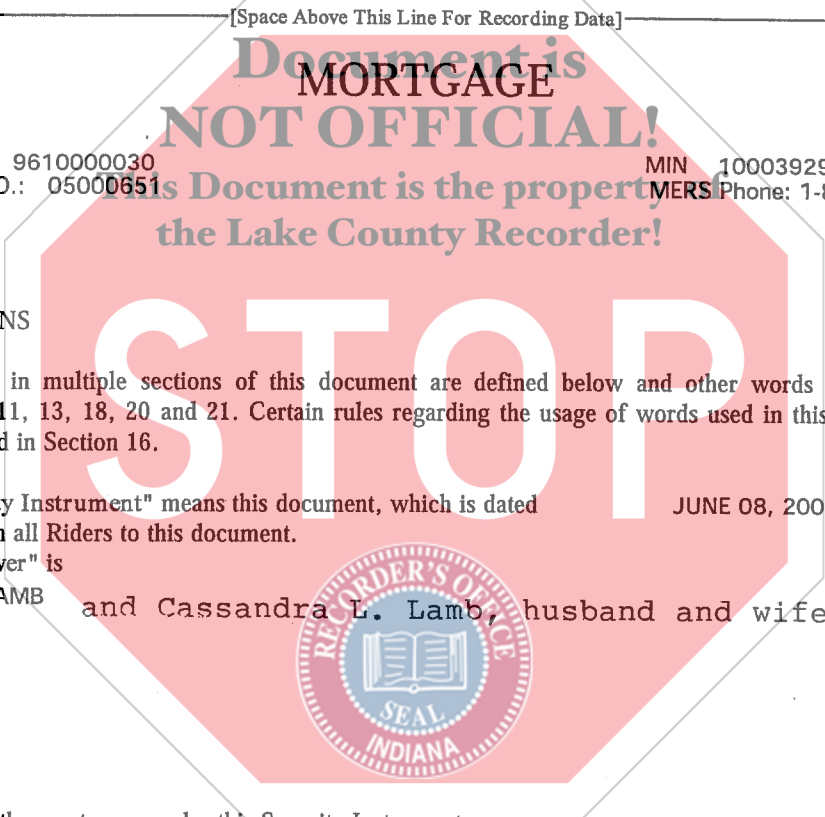 [Space Above This Line For Recording Data]
Document is
MORTGAGE
NOT OFFICIAL!
9610000030
MIN 10003929
O.: 05000651
MERS Phone: 1-8
This Document is the property of
the Lake County Recorder!
NS
STOP
in multiple sections of this document are defined below and other words
11, 13, 18, 20 and 21. Certain rules regarding the usage of words used in this
d in Section 16.
y Instrument" means this document, which is dated JUNE 08, 200
all Riders to this document.
er" is
AMB and Cassandra L. Lamb, husband and wife
RECORDER'S OFFICE
SEAL
INDIANA